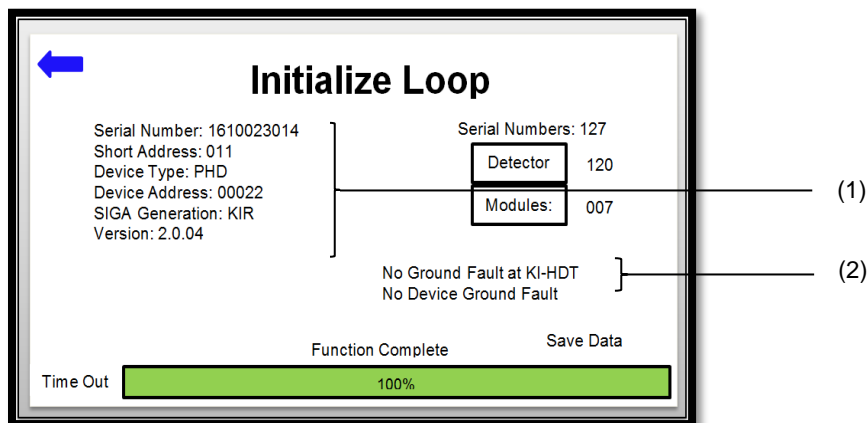 Initialize Loop
Serial Number: 1610023014
Short Address: 011
Device Type: PHD
Device Address: 00022
SIGA Generation: KIR
Version: 2.0.04
Serial Numbers: 127
Detector 120
Modules: 007
(1)
No Ground Fault at KI-HDT
No Device Ground Fault
(2)
Function Complete
Save Data
Time Out
100%